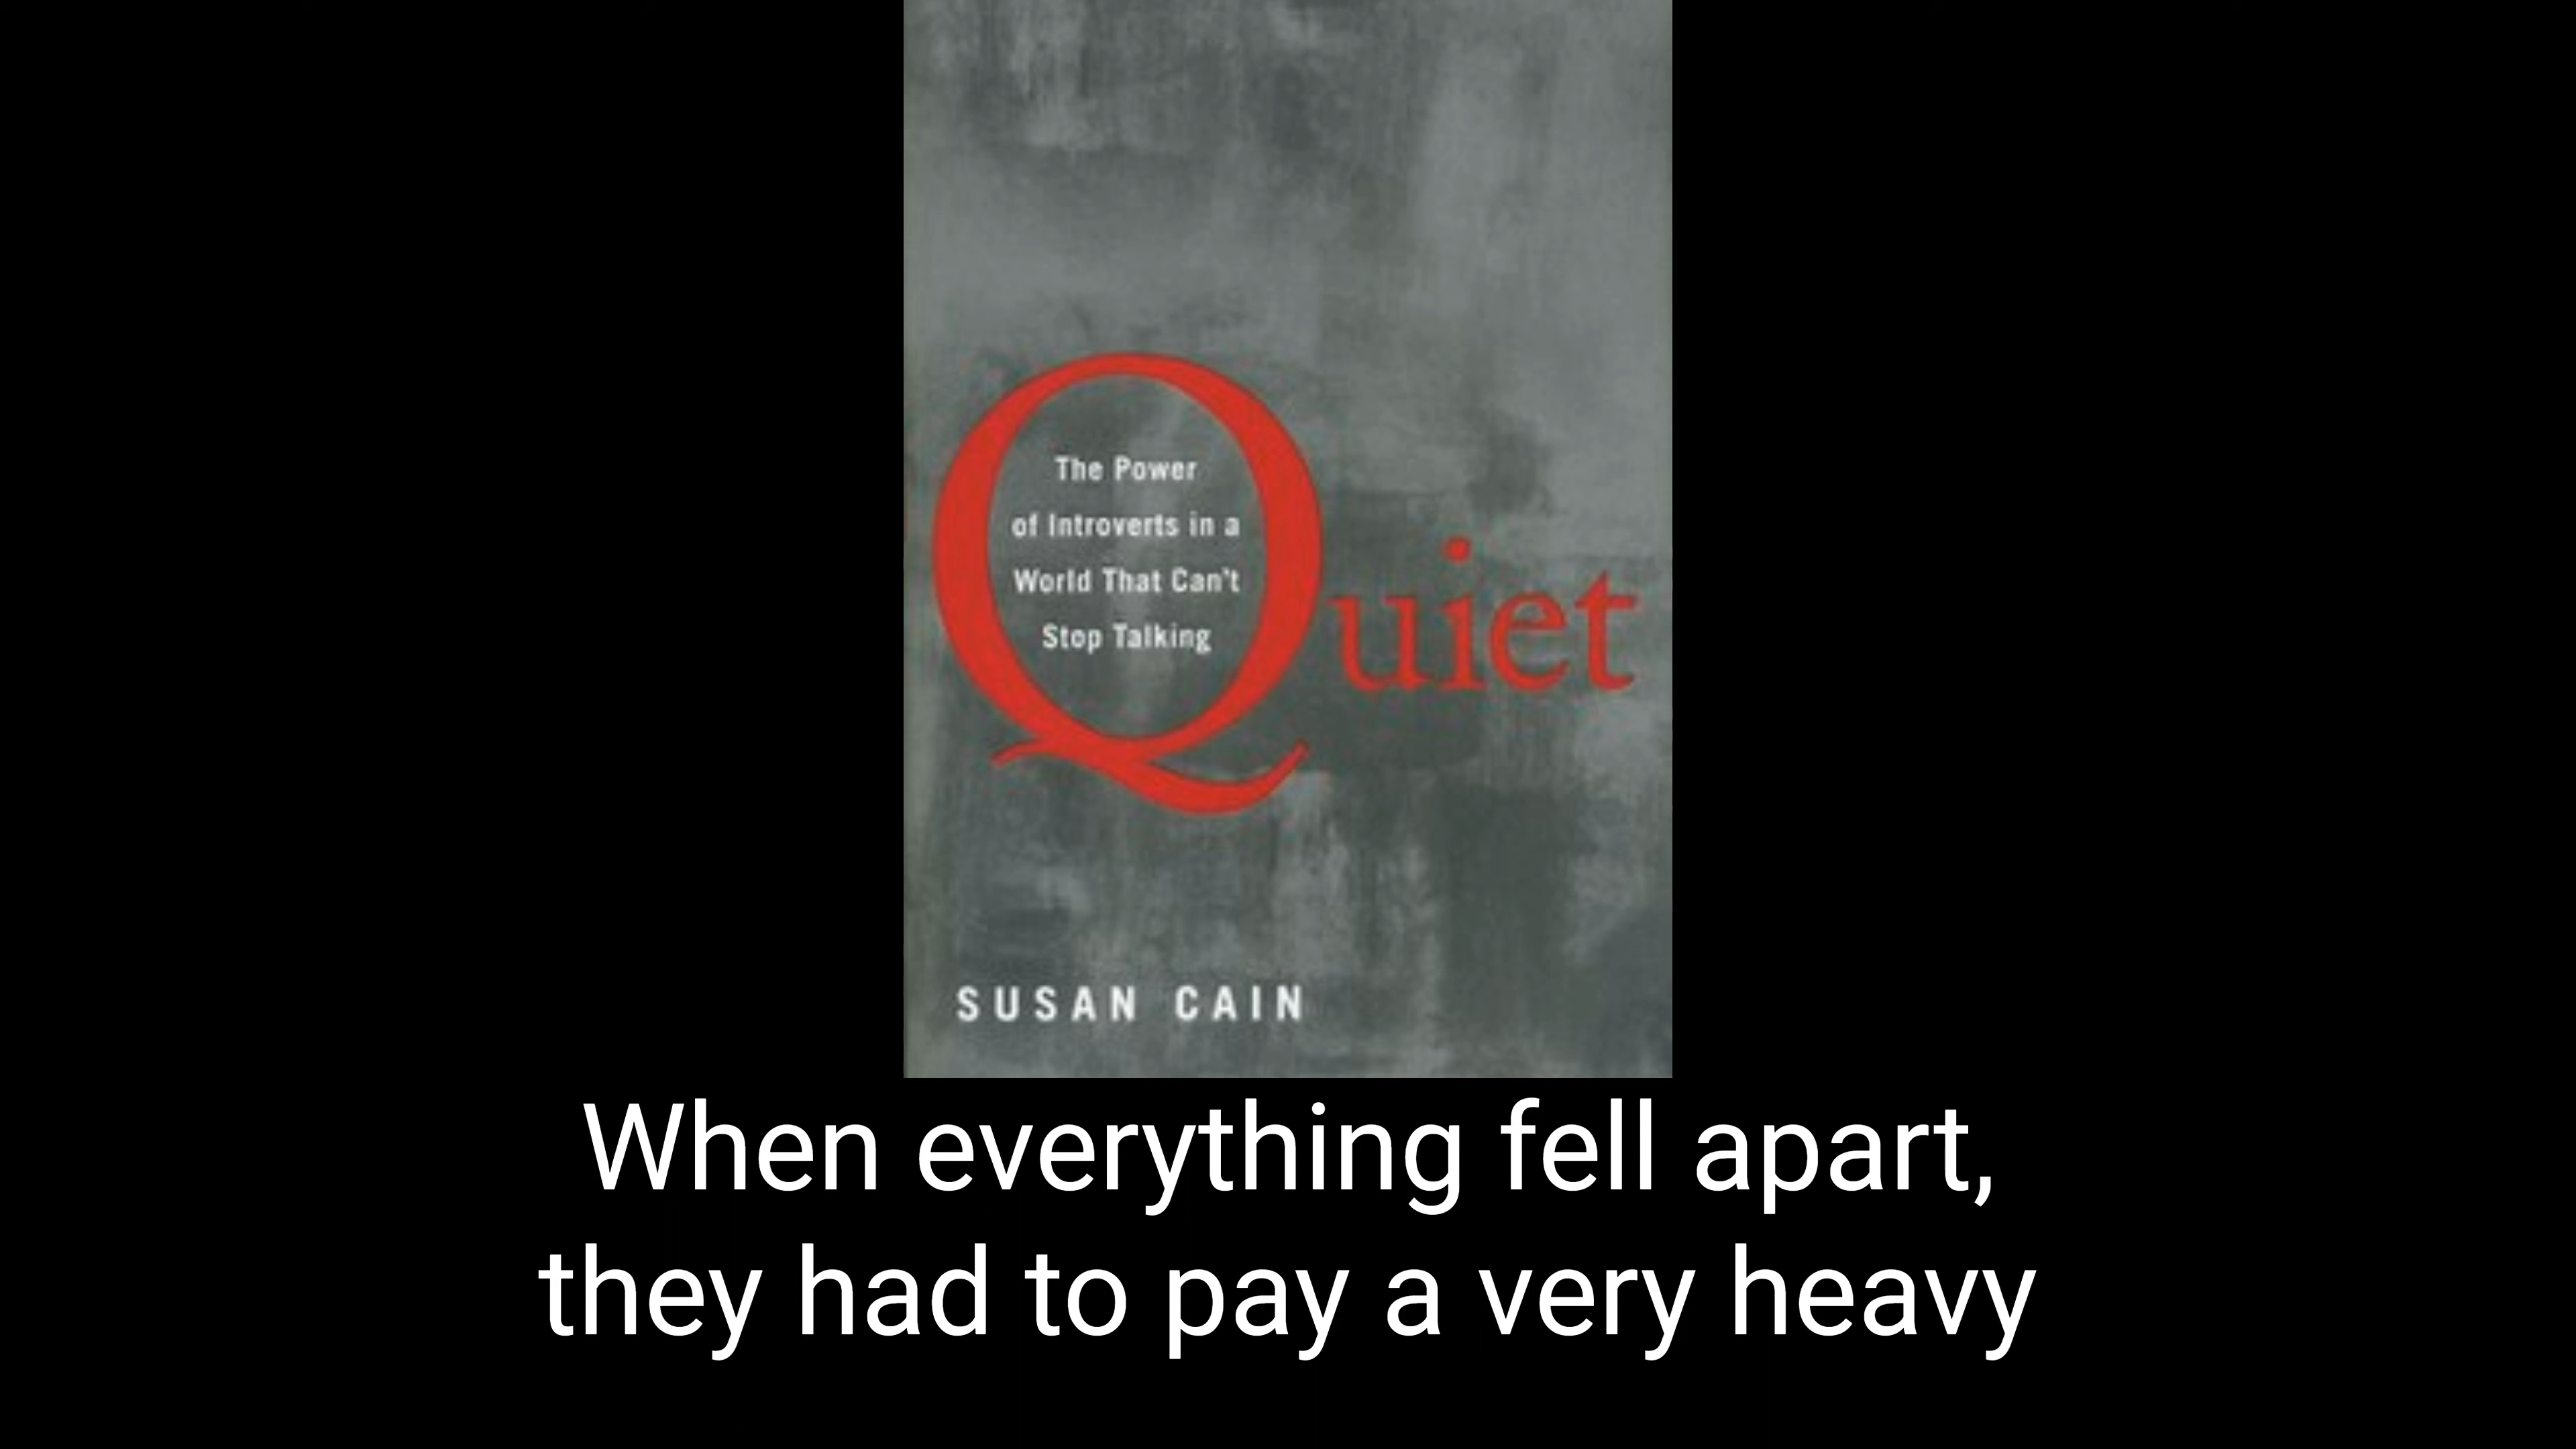 The Power
of Introverts in a
World That Can't
Stop Talking
Quiet
SUSAN CAIN
When everything fell apart,
they had to pay a very heavy